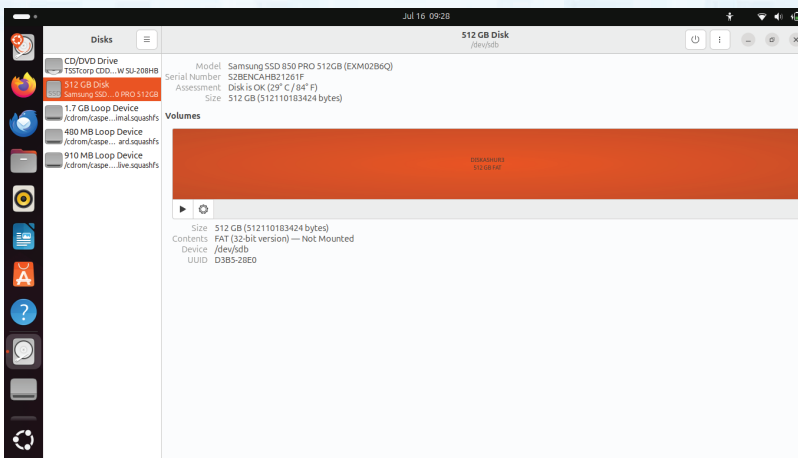 Jul 16 09:28
Disks
512 GB Disk
/dev/sdb
CD/DVD Drive
TSSTcorp CDD... W SU-208HB
512 GB Disk
Samsung SSD...0 PRO 512GB
1.7 GB Loop Device
/cdrom/caspe...imal.squashfs
480 MB Loop Device
/cdrom/caspe... ard.squashfs
910 MB Loop Device
/cdrom/caspe....live.squashfs
Model Samsung SSD 850 PRO 512GB (EXM02B6Q)
Serial Number S2BENCAHB21261F
Assessment Disk is OK (29° C / 84° F)
Size 512 GB (512110183424 bytes)
Volumes
DISKASHUR3
512 GB FAT
Size 512 GB (512110183424 bytes)
Contents FAT (32-bit version) — Not Mounted
Device /dev/sdb
UUID D3B5-28E0